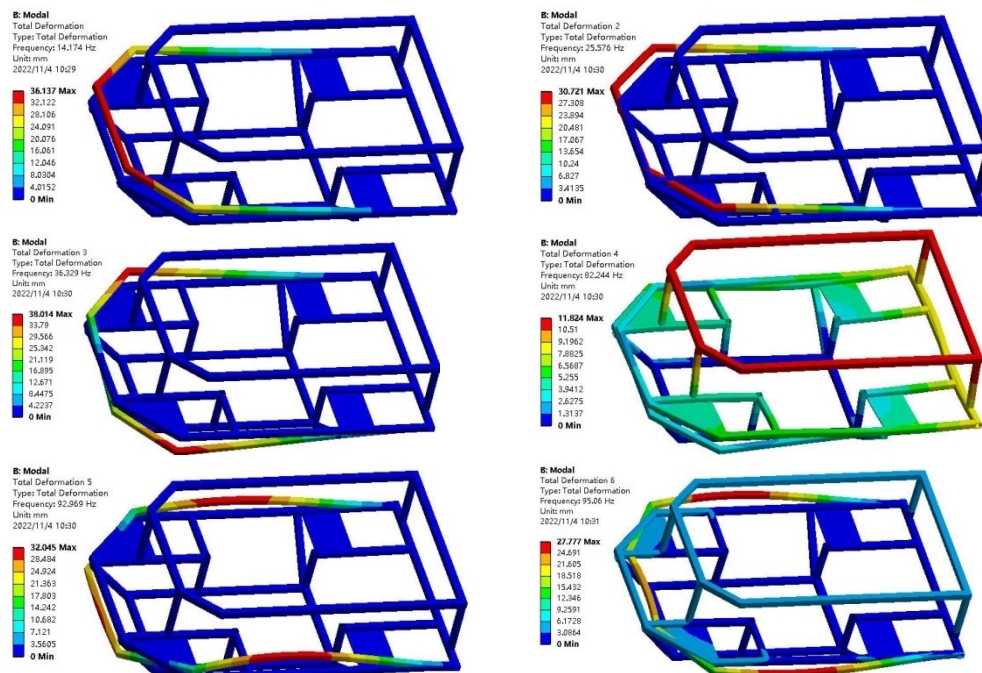 B: Modal
Total Deformation
Type: Total Deformation
Frequency: 14.174 Hz
Unit: mm
2022/11/4 10:29
36.137 Max
32.122
28.106
24.091
20.076
16.061
12.046
8.0304
4.0152
0 Min
B: Modal
Total Deformation 2
Type: Total Deformation
Frequency: 25.576 Hz
Unit: mm
2022/11/4 10:30
30.721 Max
27.308
23.894
20.481
17.067
13.654
10.24
6.827
3.4135
0 Min
B: Modal
Total Deformation 3
Type: Total Deformation
Frequency: 36.329 Hz
Unit: mm
2022/11/4 10:30
38.014 Max
33.79
29.566
25.342
21.119
16.895
12.671
8.4475
4.2237
0 Min
B: Modal
Total Deformation 4
Type: Total Deformation
Frequency: 82.244 Hz
Unit: mm
2022/11/4 10:30
11.824 Max
10.51
9.1962
7.8825
6.5687
5.255
3.9412
2.6275
1.3137
0 Min
B: Modal
Total Deformation 5
Type: Total Deformation
Frequency: 92.969 Hz
Unit: mm
2022/11/4 10:30
32.045 Max
28.484
24.924
21.363
17.803
14.242
10.682
7.121
3.5605
0 Min
B: Modal
Total Deformation 6
Type: Total Deformation
Frequency: 95.06 Hz
Unit: mm
2022/11/4 10:31
27.777 Max
24.691
21.605
18.518
15.432
12.346
9.2591
6.1728
3.0864
0 Min